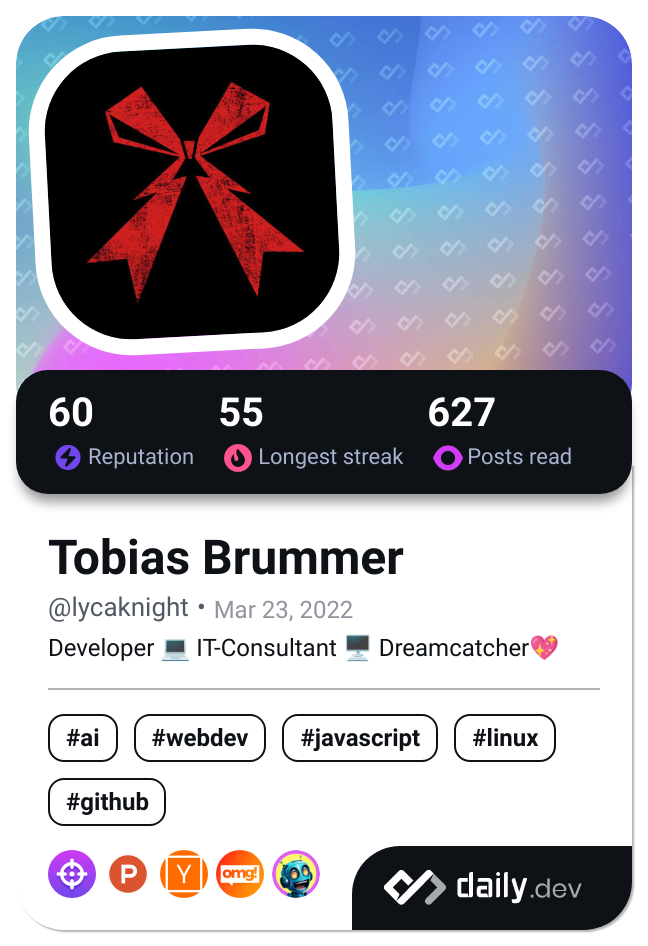 60 55 627
Reputation Longest streak Posts read
Tobias Brummer
@lycaknight • Mar 23, 2022
Developer 💻 IT-Consultant 🖥️ Dreamcatcher💖
#ai #webdev #javascript #linux
#github
P Y omg!
daily.dev